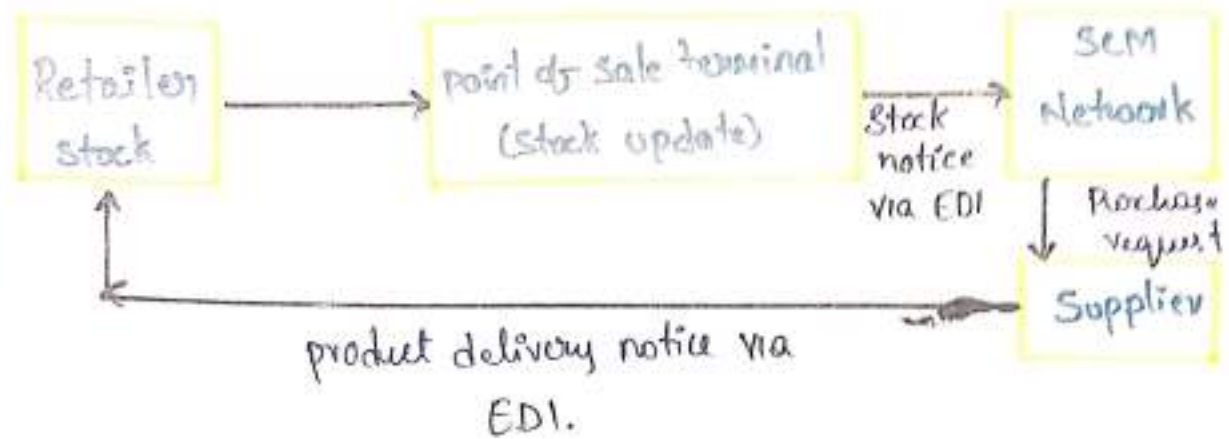 Retailer
stock
point of sale terminal
(stock update)
Stock
notice
via EDI
SCM
Network
Purchase
request
Supplier
product delivery notice via
EDI.